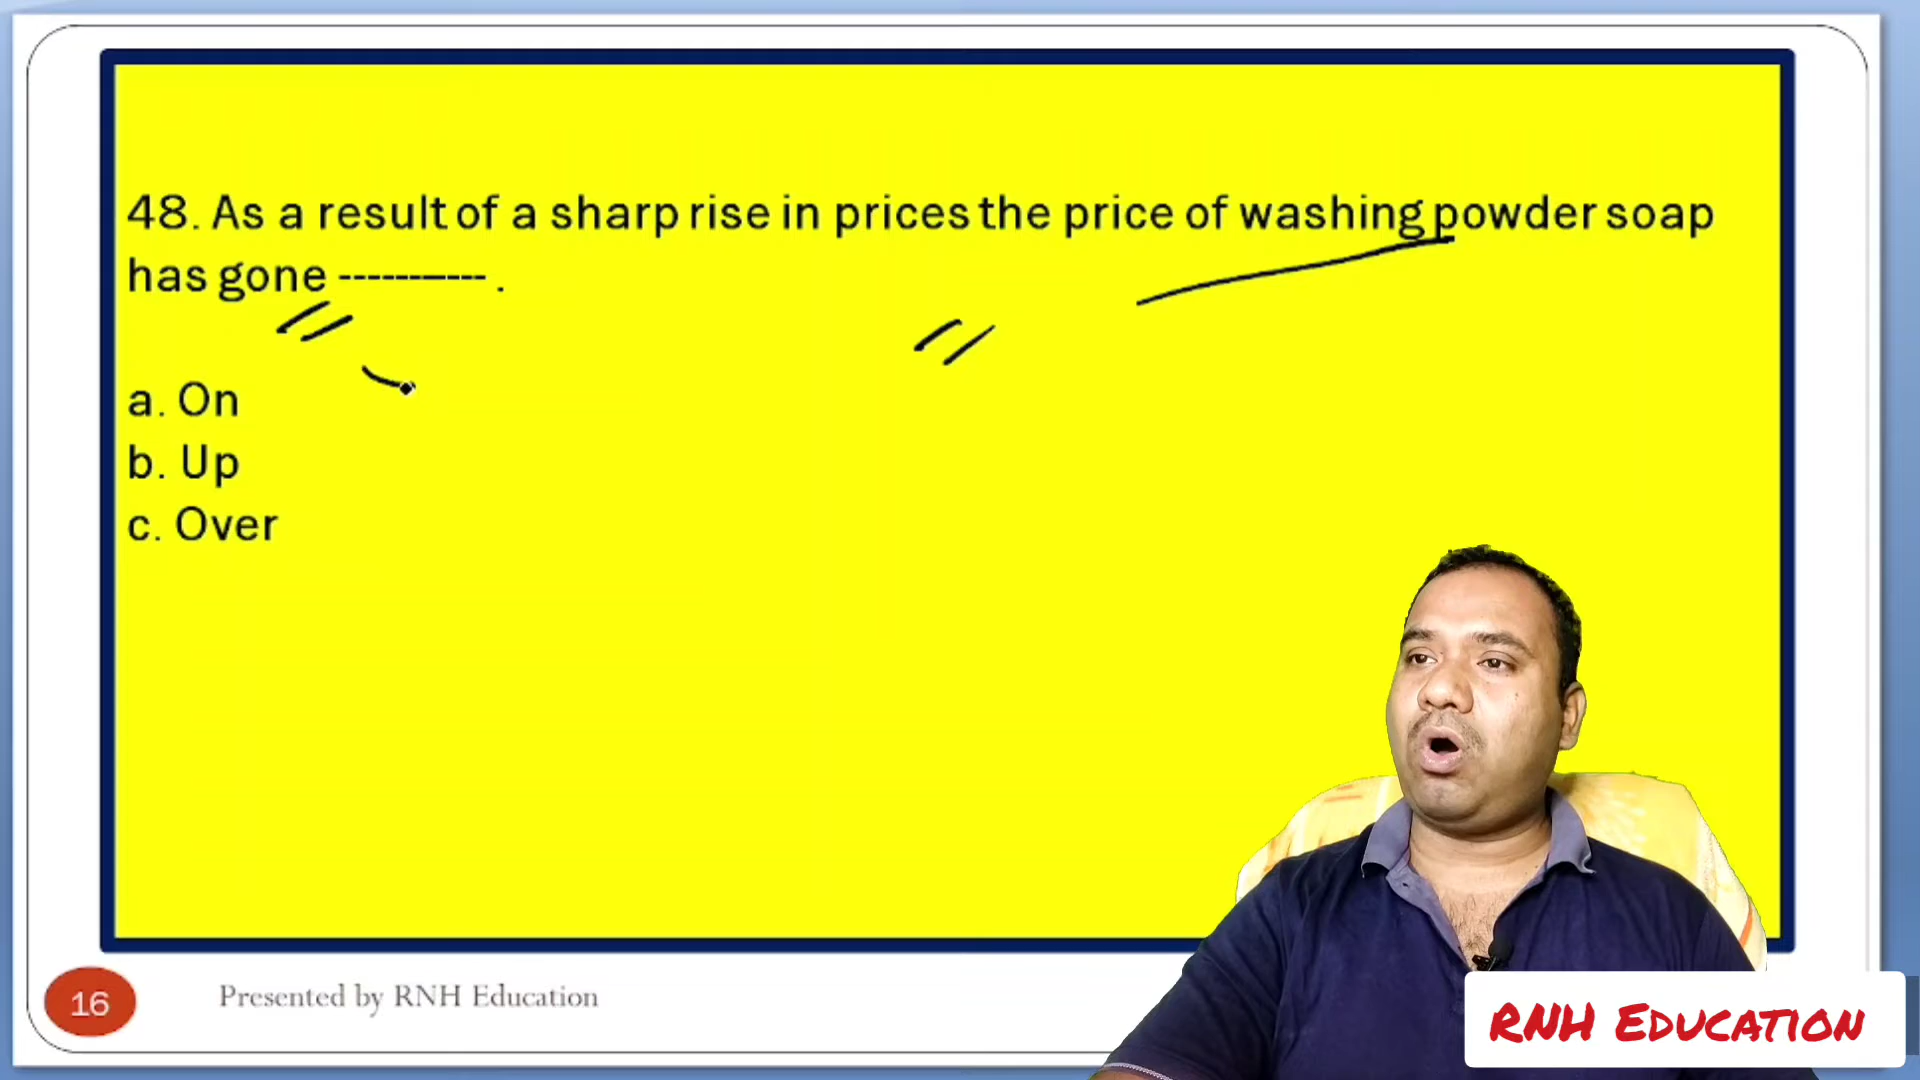 48. As a result of a sharp rise in prices the price of washing powder soap
has gone ----------- .
a. On
b. Up
c. Over
16
Presented by RNH Education
RNH EDUCATION